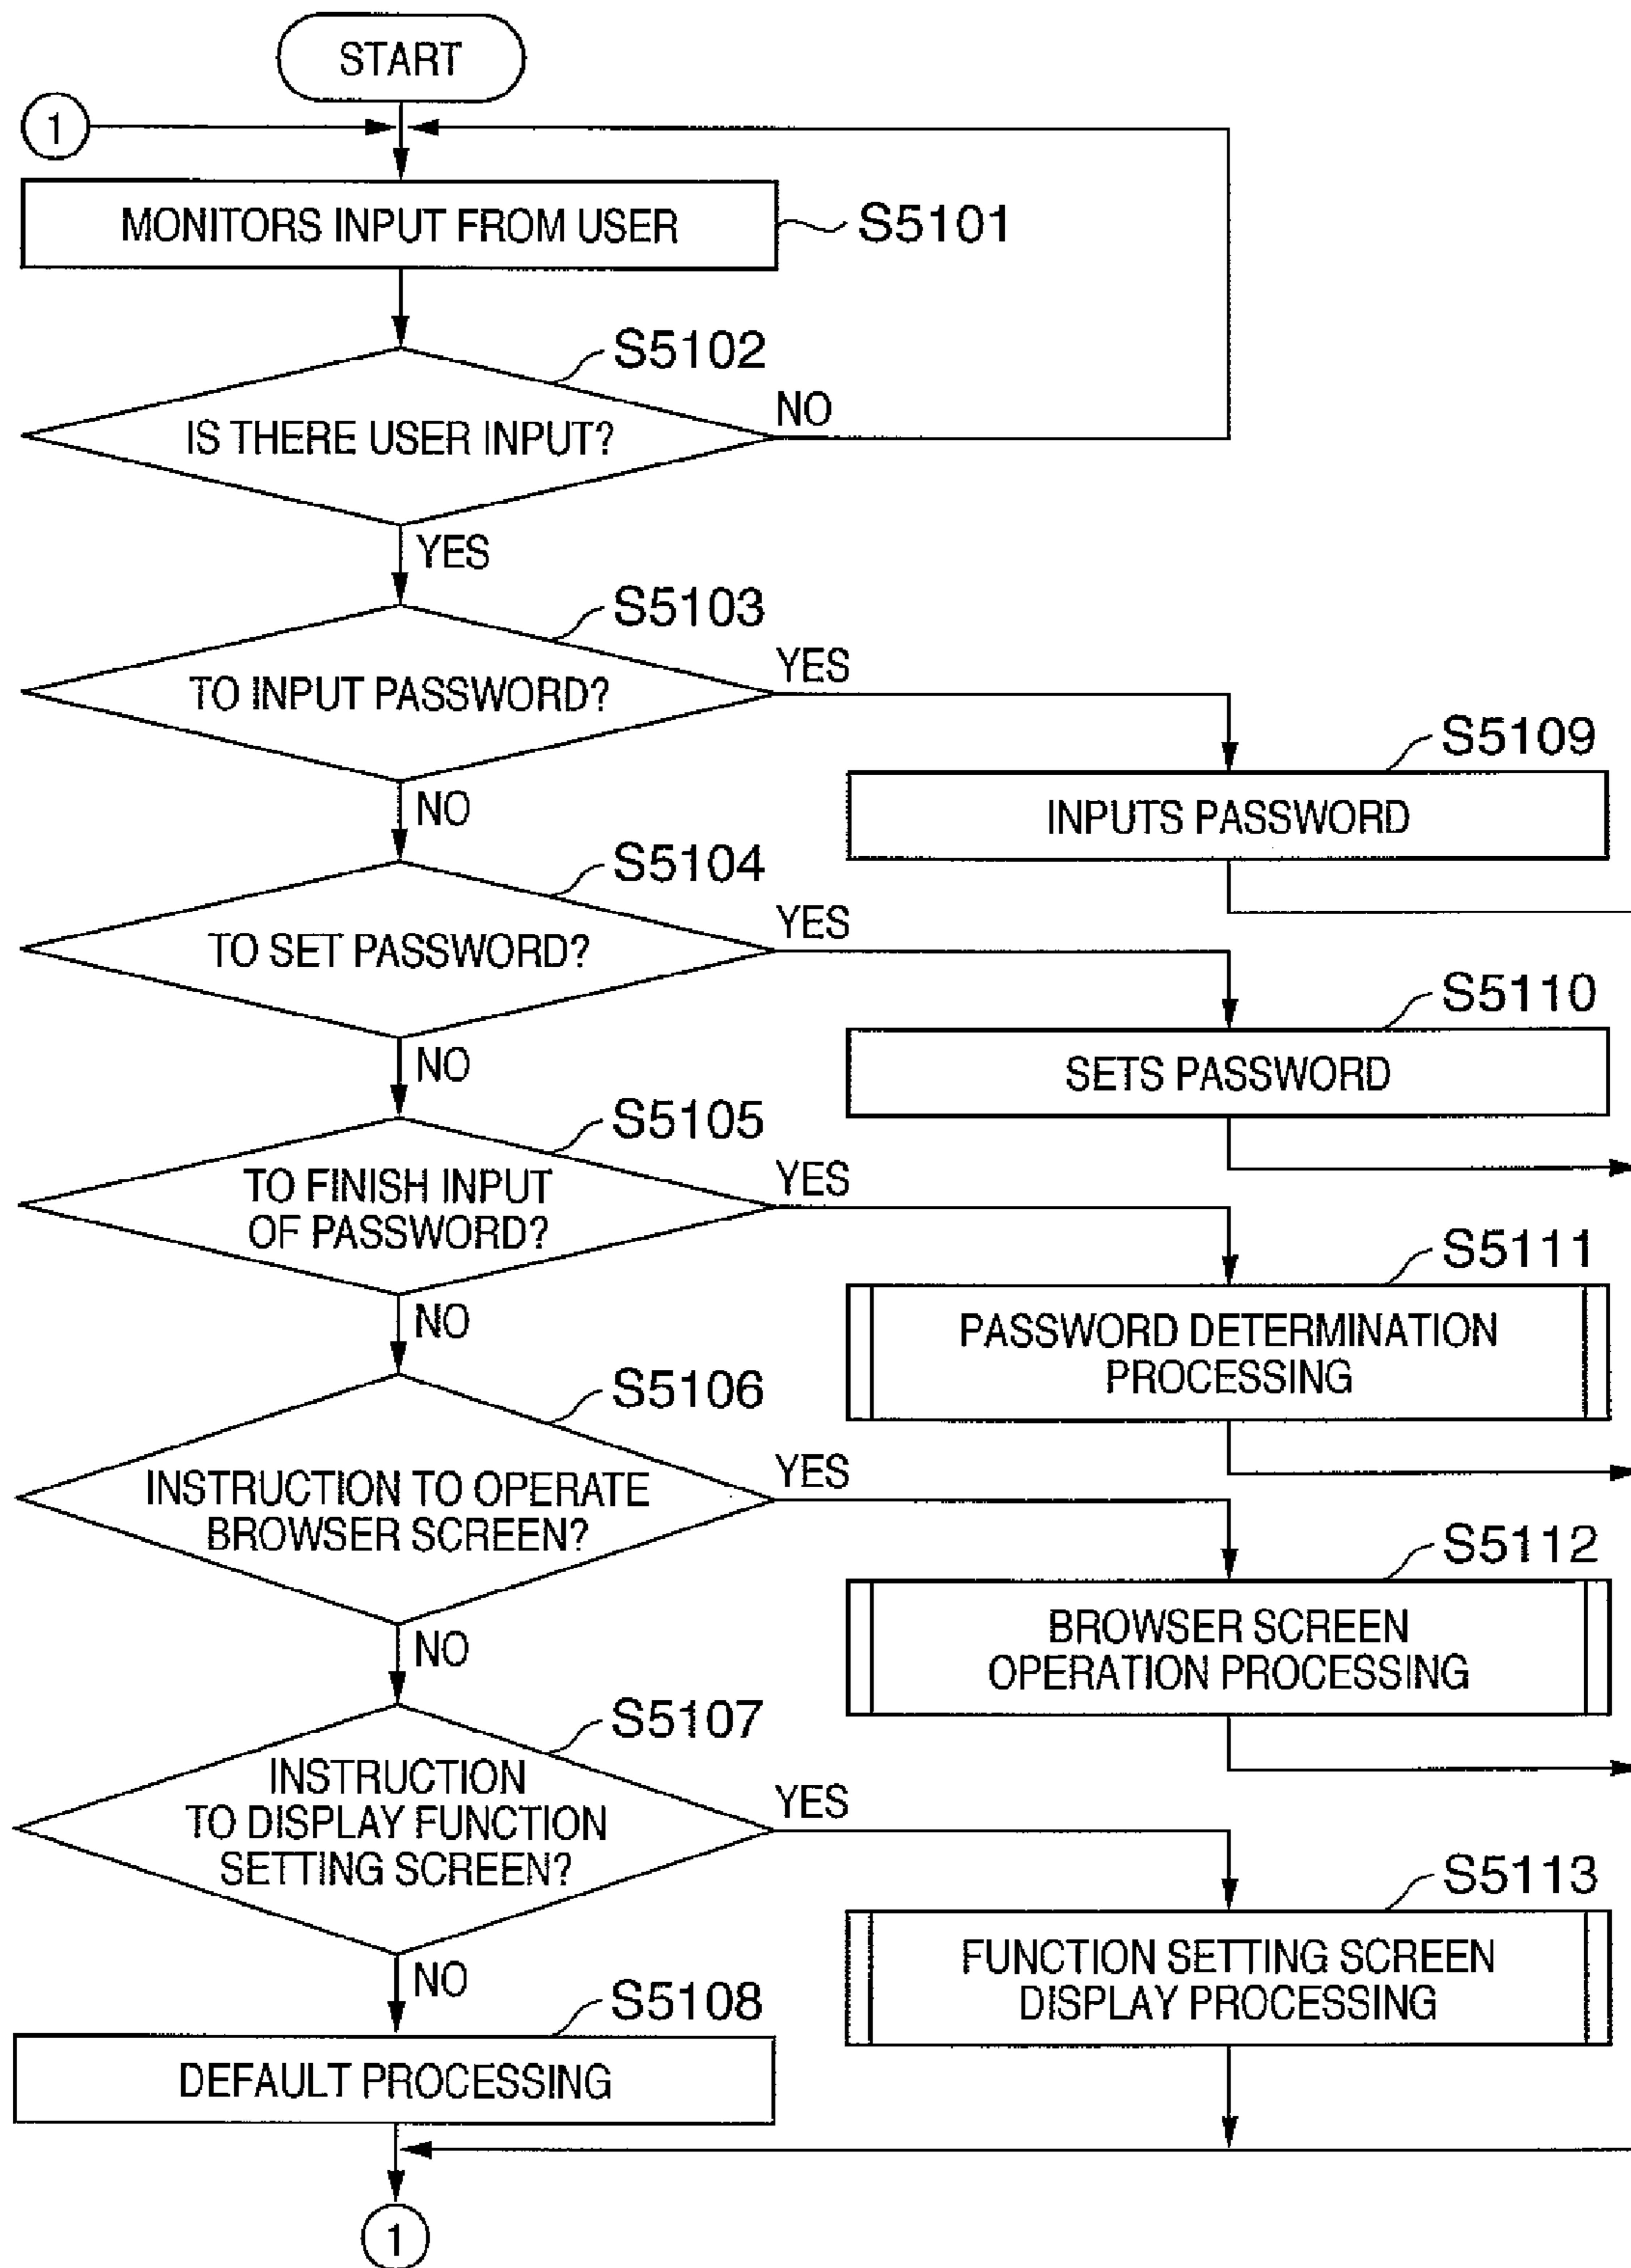 START
1
MONITORS INPUT FROM USER
S5101
S5102
IS THERE USER INPUT?
NO
YES
S5103
TO INPUT PASSWORD?
YES
S5109
INPUTS PASSWORD
NO
S5104
TO SET PASSWORD?
YES
S5110
SETS PASSWORD
NO
S5105
TO FINISH INPUT
OF PASSWORD?
YES
S5111
PASSWORD DETERMINATION
PROCESSING
NO
S5106
INSTRUCTION TO OPERATE
BROWSER SCREEN?
YES
S5112
BROWSER SCREEN
OPERATION PROCESSING
NO
S5107
INSTRUCTION
TO DISPLAY FUNCTION
SETTING SCREEN?
YES
S5113
FUNCTION SETTING SCREEN
DISPLAY PROCESSING
NO
S5108
DEFAULT PROCESSING
1